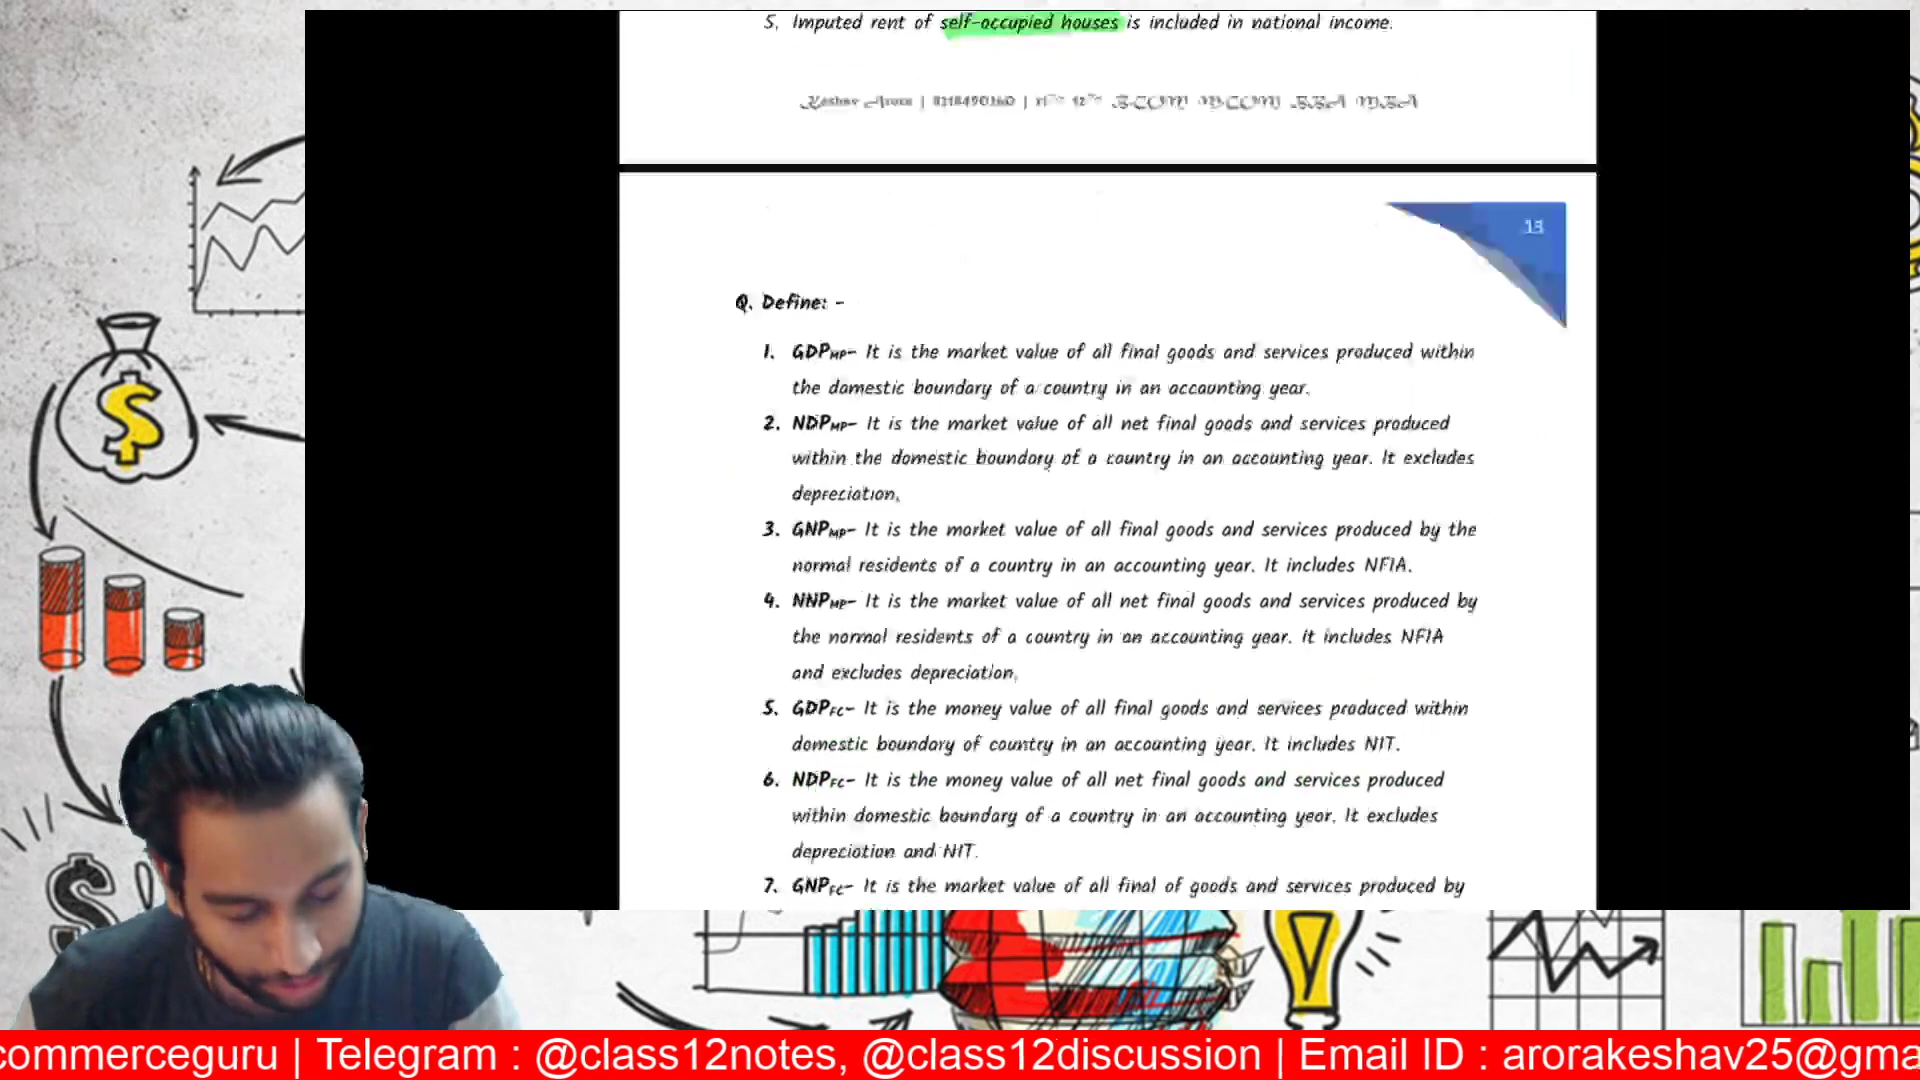 5. Imputed rent of self-occupied houses is included in national income.
13
Q. Define: -
1. GDPMP- It is the market value of all final goods and services produced within
the domestic boundary of a country in an accounting year.
2. NDPMP- It is the market value of all net final goods and services produced
within the domestic boundary of a country in an accounting year. It excludes
depreciation.
3. GNPMP- It is the market value of all final goods and services produced by the
normal residents of a country in an accounting year. It includes NFIA.
4. NNPMP- It is the market value of all net final goods and services produced by
the normal residents of a country in an accounting year. It includes NFIA
and excludes depreciation.
5. GDPFC- It is the money value of all final goods and services produced within
domestic boundary of country in an accounting year. It includes NIT.
6. NDPFC- It is the money value of all net final goods and services produced
within domestic boundary of a country in an accounting year. It excludes
depreciation and NIT.
7. GNPFC- It is the market value of all final of goods and services produced by
commerceguru | Telegram : @class12notes, @class12discussion | Email ID : arorakeshav25@gma